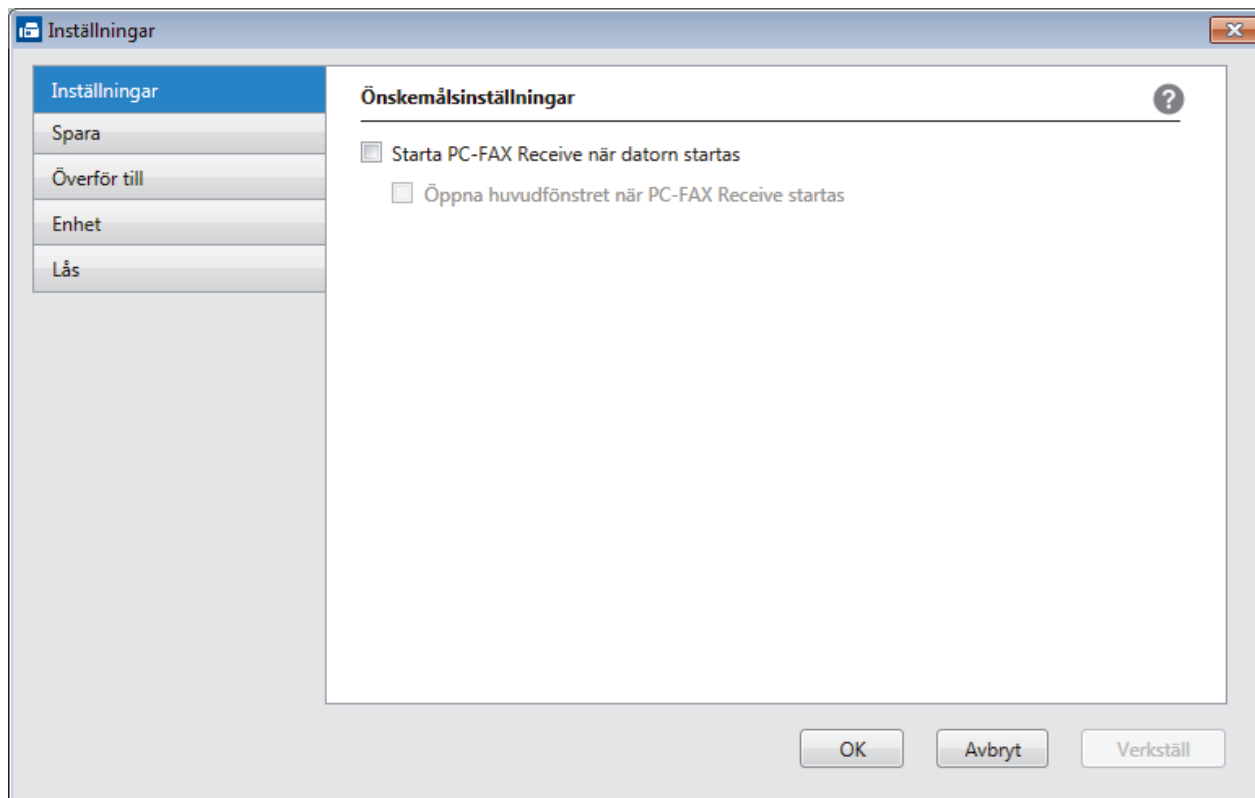 Inställningar
Inställningar
Spara
Överför till
Enhet
Lås
Önskemålsinställningar
?
Starta PC-FAX Receive när datorn startas
Öppna huvudfönstret när PC-FAX Receive startas
OK
Avbryt
Verkställ